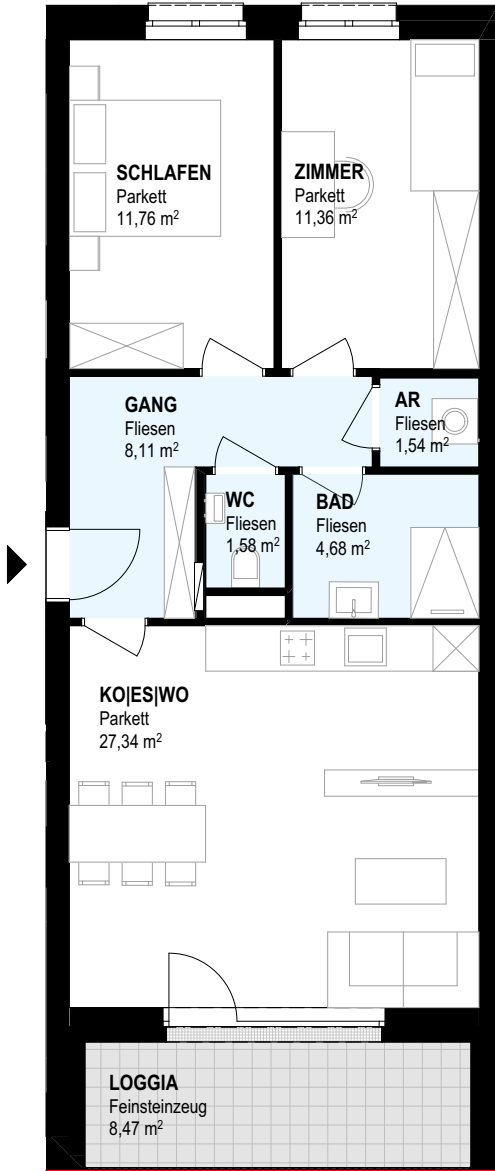 SCHLAFEN
Parkett
11,76 m²
ZIMMER
Parkett
11,36 m²
GANG
Fliesen
8,11 m²
AR
Fliesen
1,54 m²
WC
Fliesen
1,58 m²
BAD
Fliesen
4,68 m²
KO|ES|WO
Parkett
27,34 m²
LOGGIA
Feinsteinzeug
8,47 m²